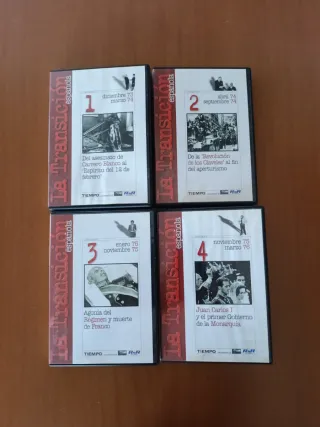 La Transición
española
1
diciembre 73
marzo 74
Del asesinato de
Carrero Blanco al
"Espíritu del 12 de
febrero"
TIEMPO
La Transición
española
2
abril 74
septiembre 74
De la "Revolución
de los Claveles" al fin
del aperturismo
TIEMPO
La Transición
española
3
enero 75
noviembre 75
Agonía del
Régimen y muerte
de Franco
TIEMPO
La Transición
española
4
noviembre 75
marzo 76
Juan Carlos I
y el primer Gobierno
de la Monarquía
TIEMPO